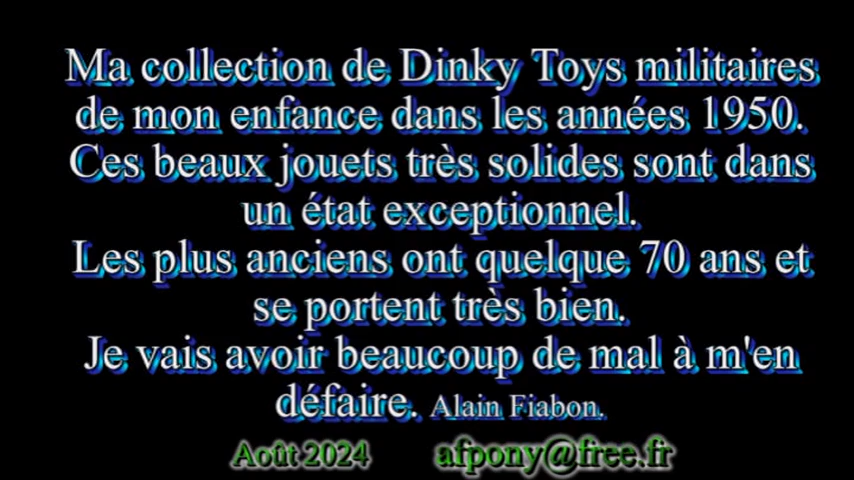 Ma collection de Dinky Toys militaires
de mon enfance dans les années 1950.
Ces beaux jouets très solides sont dans
un état exceptionnel.
Les plus anciens ont quelque 70 ans et
se portent très bien.
Je vais avoir beaucoup de mal à m'en
défaire. Alain Fiabon.
Août 2024 afpony@free.fr